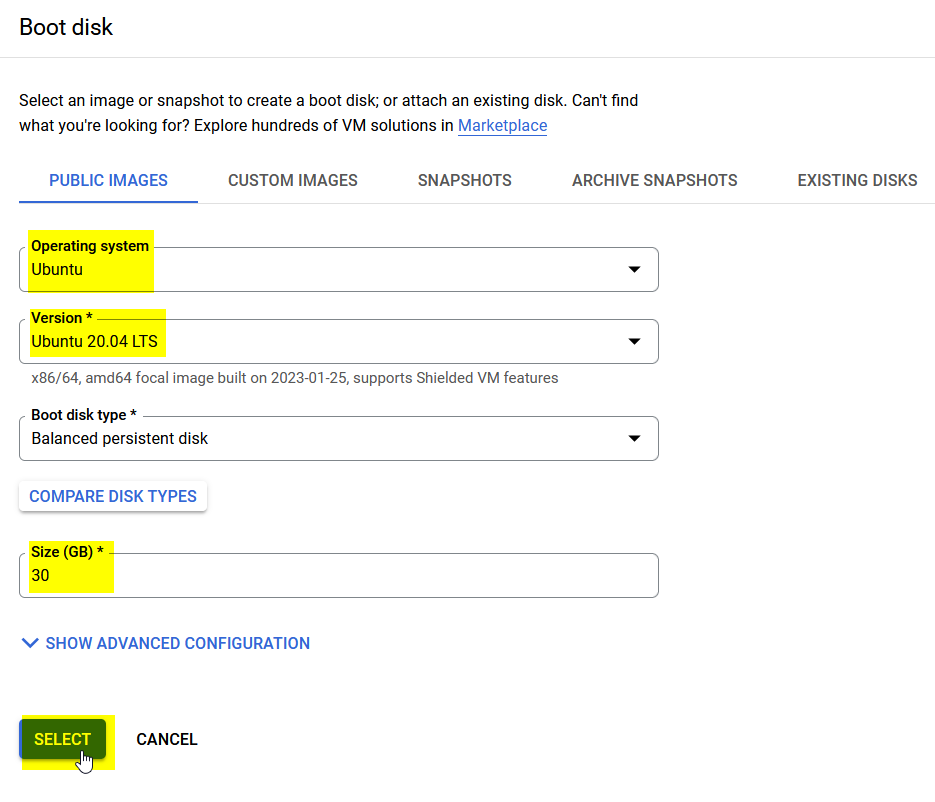 Boot disk
Select an image or snapshot to create a boot disk; or attach an existing disk. Can't find
what you're looking for? Explore hundreds of VM solutions in Marketplace
PUBLIC IMAGES CUSTOM IMAGES SNAPSHOTS ARCHIVE SNAPSHOTS EXISTING DISKS
Operating system
Ubuntu
Version *
Ubuntu 20.04 LTS
x86/64, amd64 focal image built on 2023-01-25, supports Shielded VM features
Boot disk type *
Balanced persistent disk
COMPARE DISK TYPES
Size (GB) *
30
SHOW ADVANCED CONFIGURATION
SELECT CANCEL